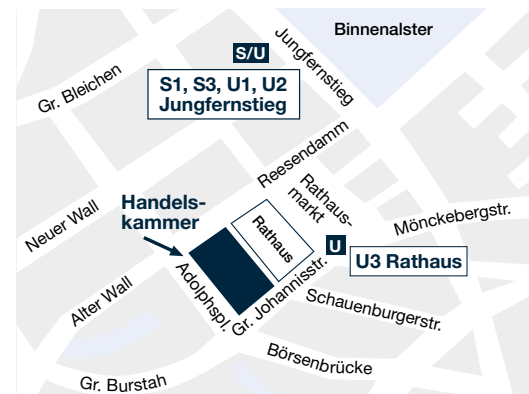 Binnenalster
S/U
Jungfernstieg
S1, S3, U1, U2
Jungfernstieg
Gr. Bleichen
Reesendamm
Rathaus-
markt
Handels-
kammer
Neuer Wall
Rathaus
Mönckebergstr.
U
U3 Rathaus
Adolphspl.
Gr. Johannisstr.
Alter Wall
Schauenburgerstr.
Börsenbrücke
Gr. Burstah